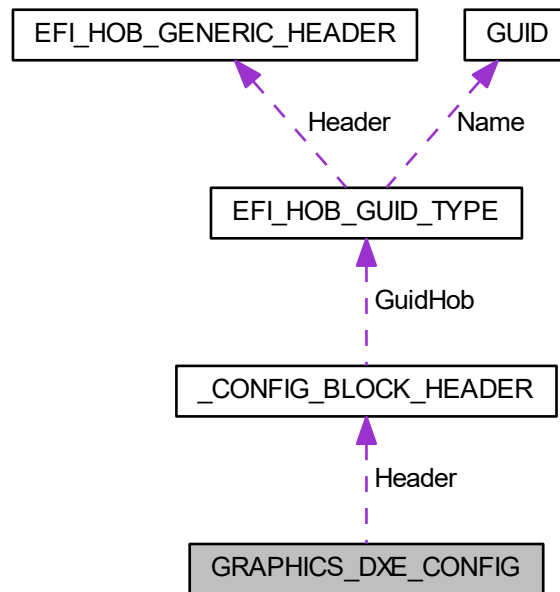 EFI_HOB_GENERIC_HEADER
GUID
Header
Name
EFI_HOB_GUID_TYPE
GuidHob
_CONFIG_BLOCK_HEADER
Header
GRAPHICS_DXE_CONFIG